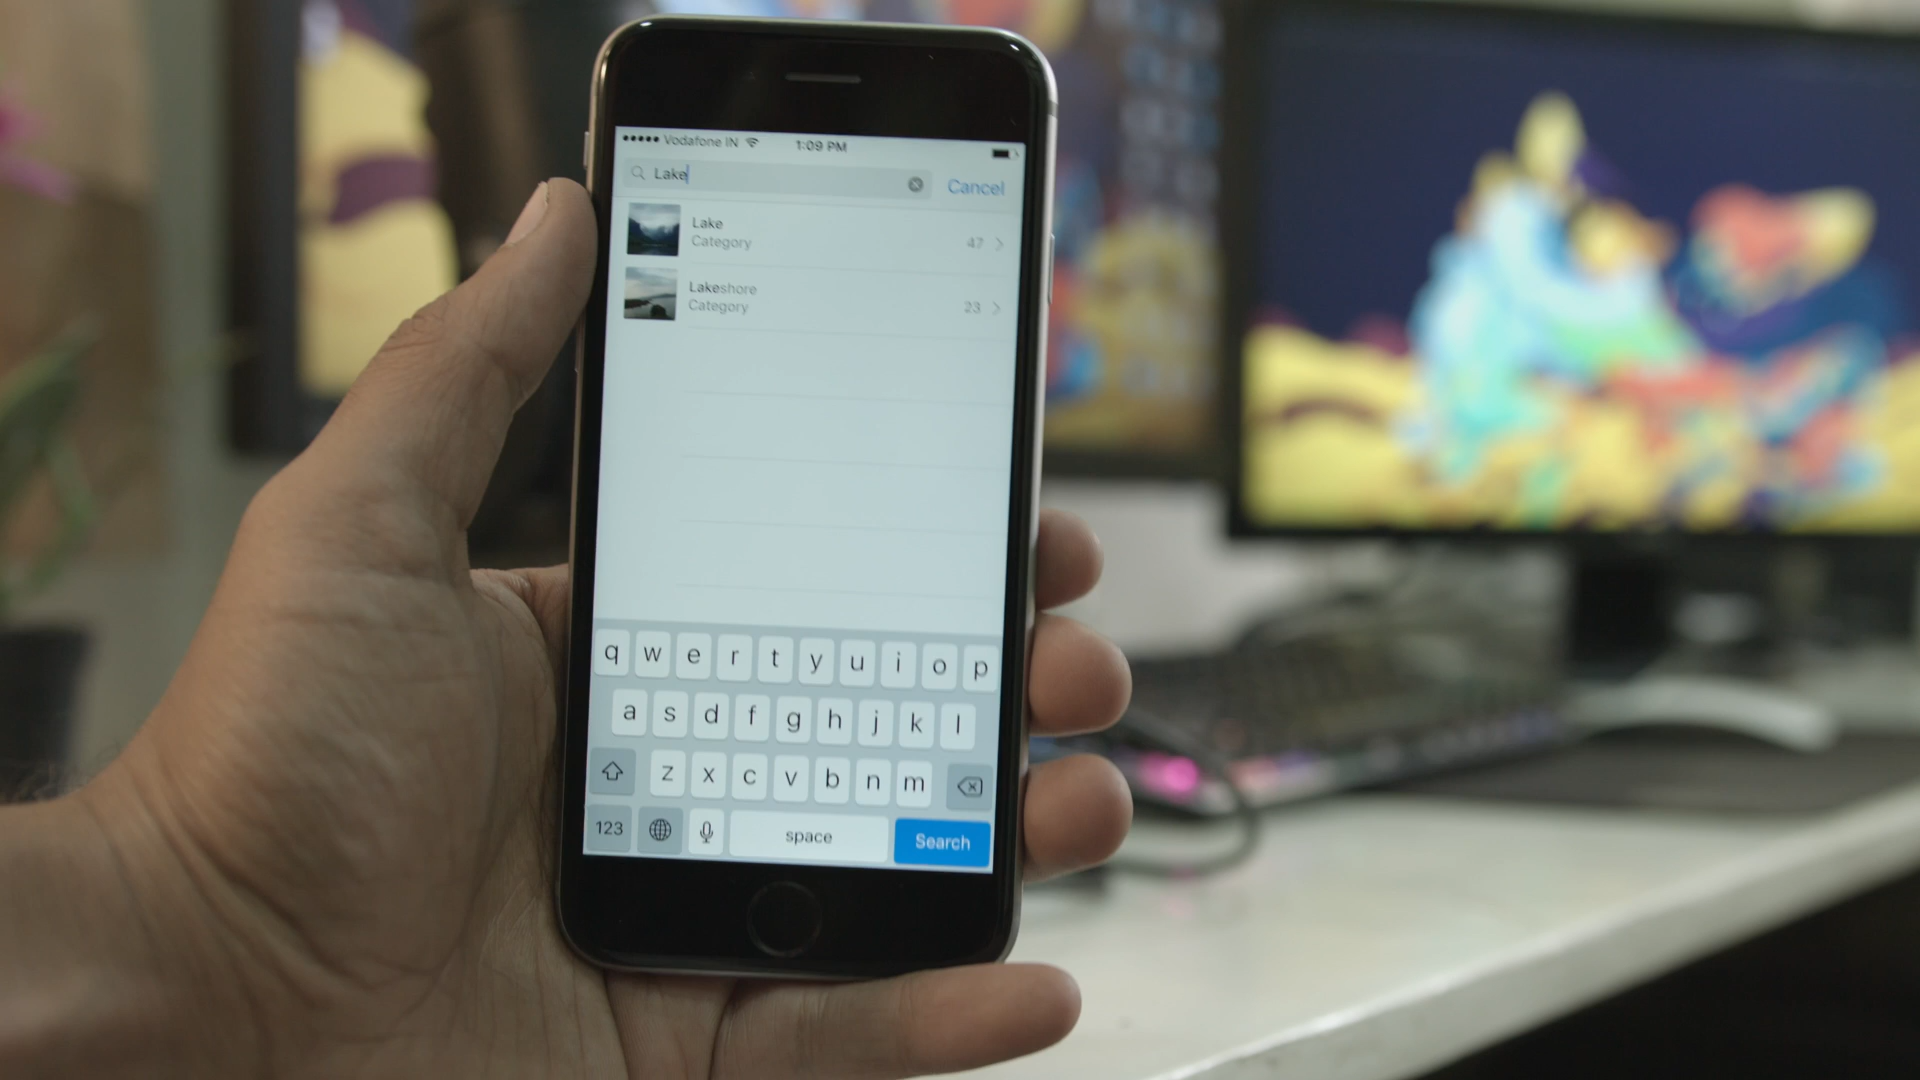 Vodafone IN 1:09 PM
Lake Cancel
Lake
Category 47
Lakeshore
Category 23
q w e r t y u i o p
a s d f g h j k l
z x c v b n m
123 space Search